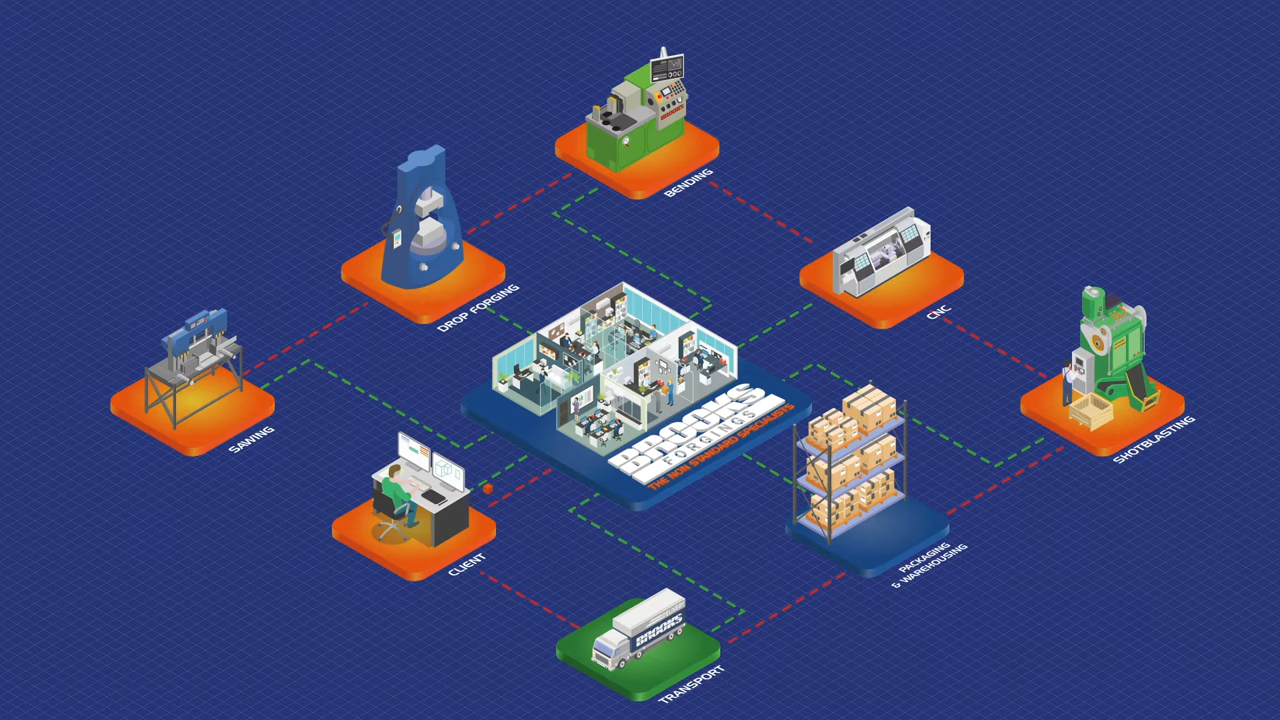 BENDING
DROP FORGING
CNC
SAWING
BROOKS
FORGINGS
THE NON STANDARD SPECIALISTS
SHOTBLASTING
CLIENT
PACKAGING
& WAREHOUSING
BROOKS
TRANSPORT